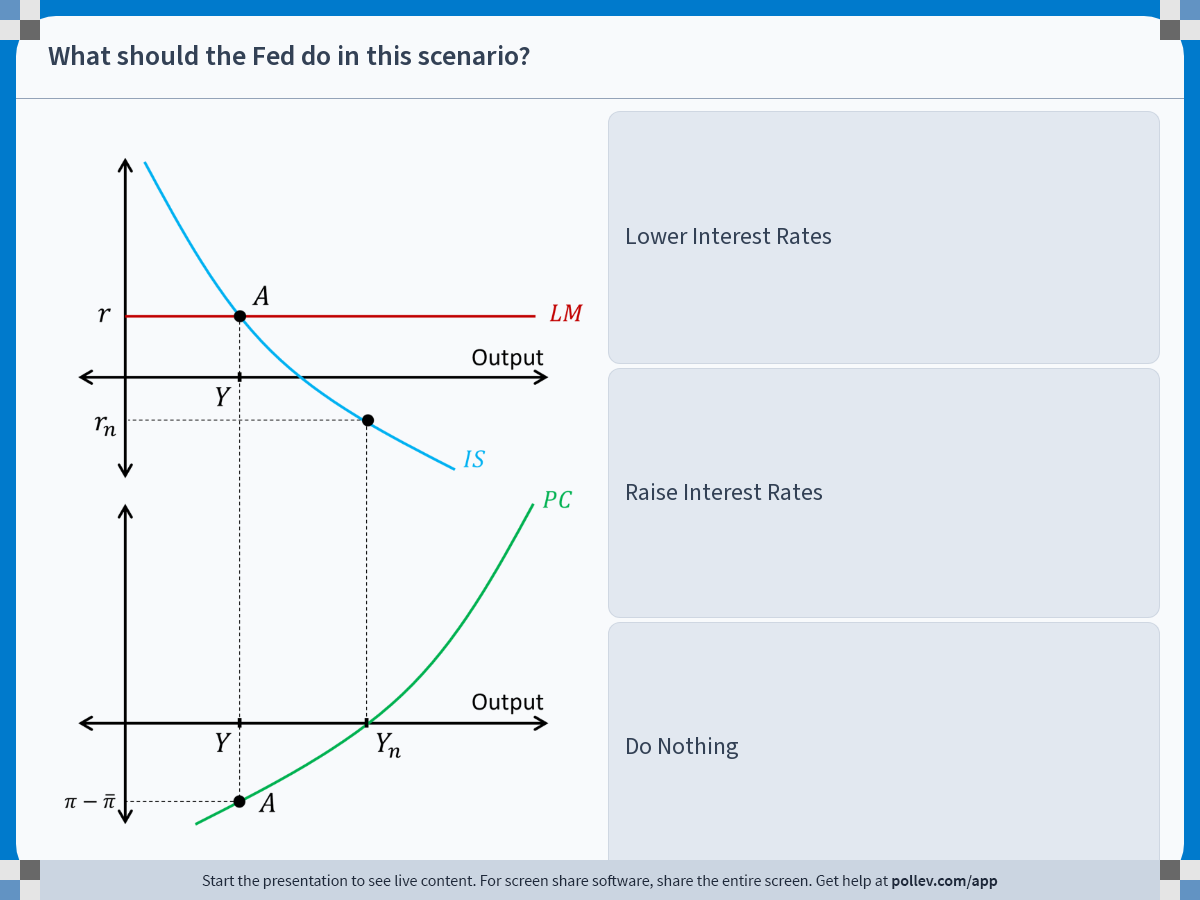 What should the Fed do in this scenario?
A
r
LM
Output
Y
rₙ
IS
PC
Output
Y
Yₙ
π − π̄
A
Lower Interest Rates
Raise Interest Rates
Do Nothing
Start the presentation to see live content. For screen share software, share the entire screen. Get help at pollev.com/app